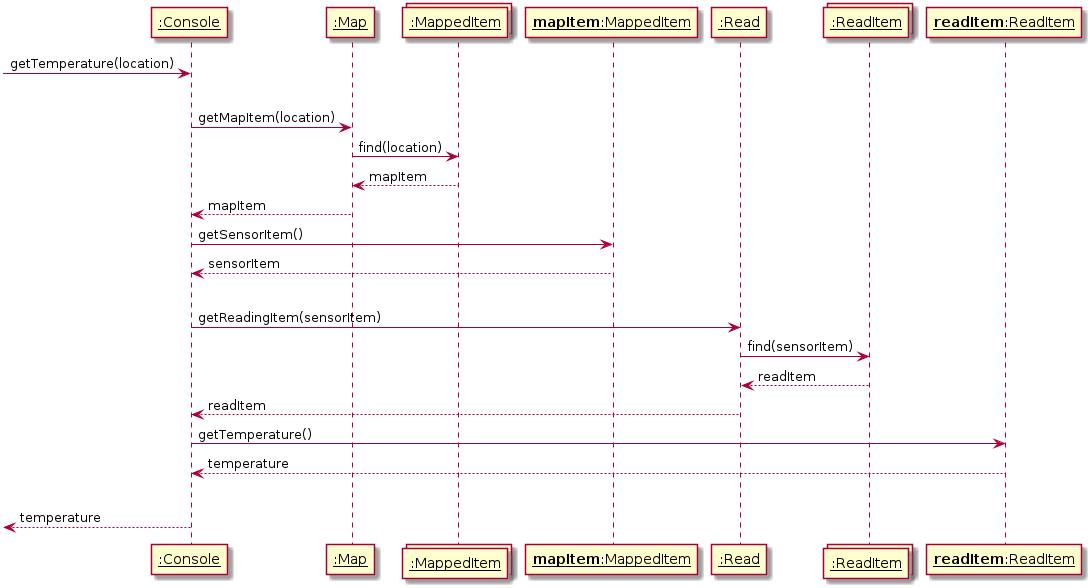 :Console :Map :MappedItem mapItem:MappedItem :Read :ReadItem readItem:ReadItem
getTemperature(location)
getMapItem(location)
find(location)
mapItem
mapItem
getSensorItem()
sensorItem
getReadingItem(sensorItem)
find(sensorItem)
readItem
readItem
getTemperature()
temperature
temperature
:Console :Map :MappedItem mapItem:MappedItem :Read :ReadItem readItem:ReadItem